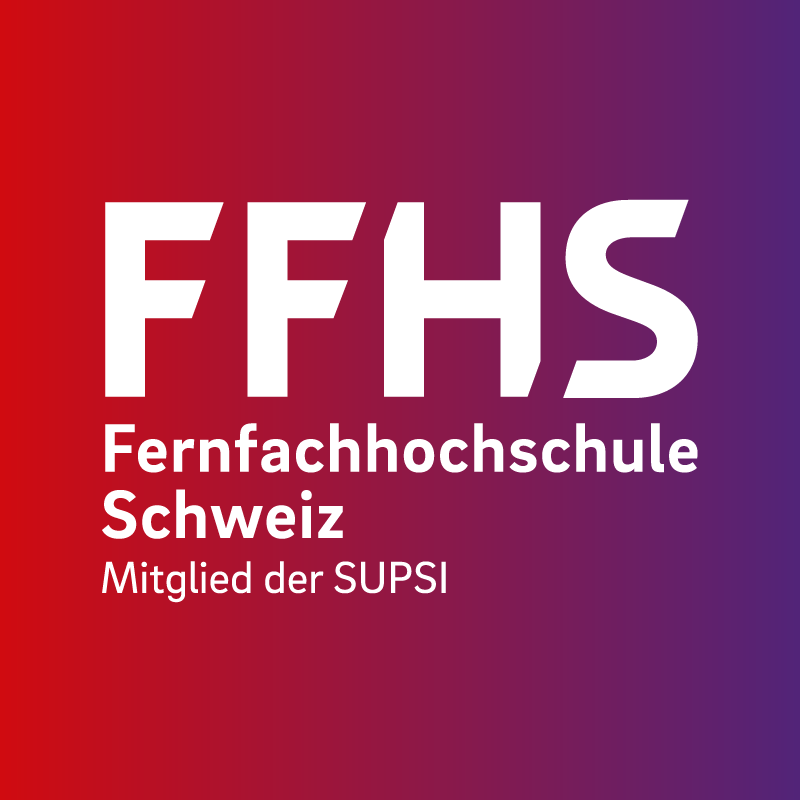 FFHS
Fernfachhochschule
Schweiz
Mitglied der SUPSI